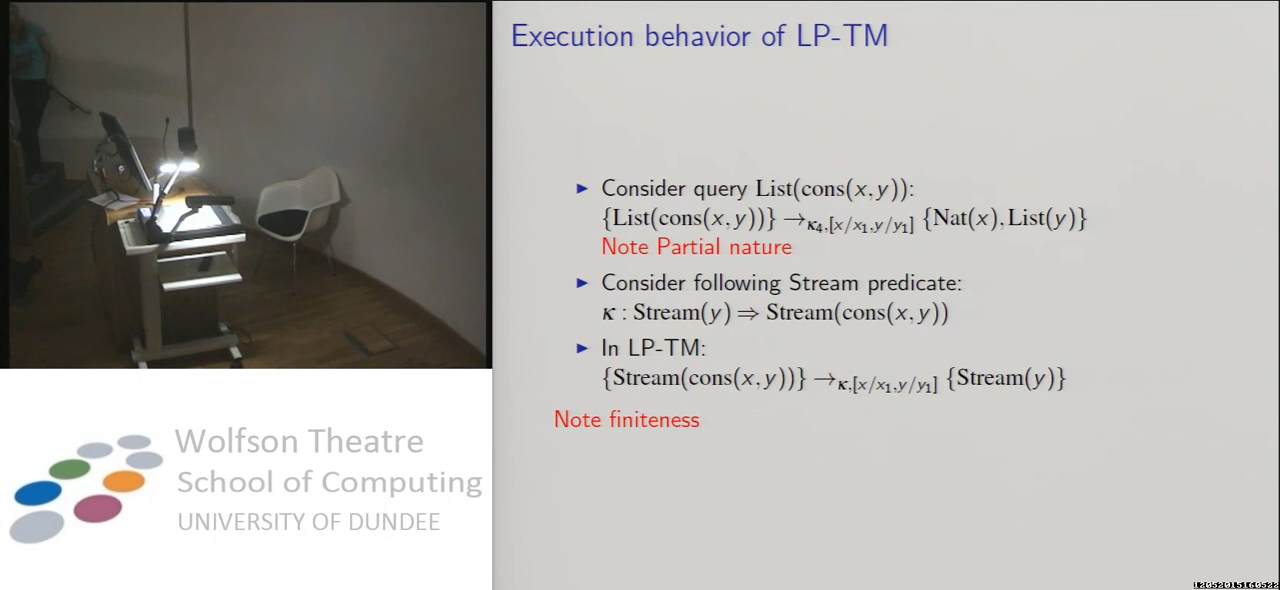 Execution behavior of LP-TM
► Consider query List(cons(x, y)):
{List(cons(x, y))} →κ₄,[x/x₁,y/y₁] {Nat(x), List(y)}
Note Partial nature
► Consider following Stream predicate:
κ : Stream(y) ⇒ Stream(cons(x, y))
► In LP-TM:
{Stream(cons(x, y))} →κ,[x/x₁,y/y₁] {Stream(y)}
Note finiteness
Wolfson Theatre
School of Computing
UNIVERSITY OF DUNDEE